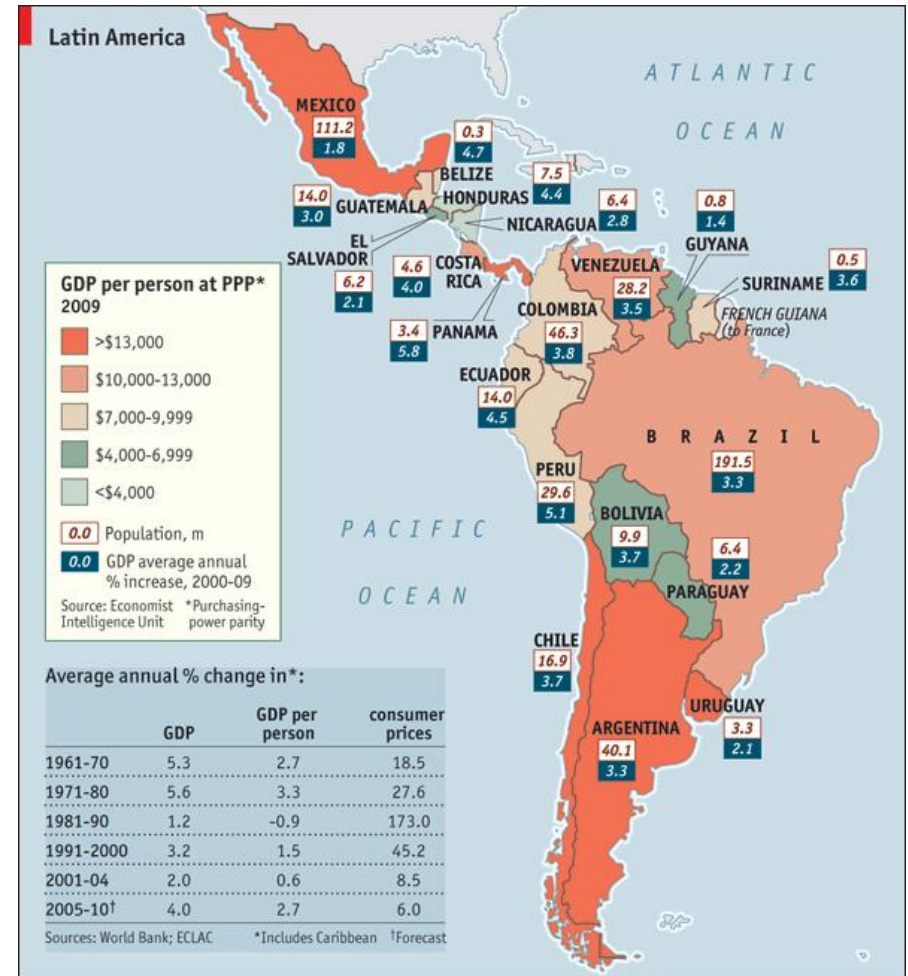 Latin America
ATLANTIC
OCEAN
MEXICO
111.2
1.8
0.3
4.7
BELIZE
7.5
4.4
HONDURAS
14.0
3.0
GUATEMALA
6.4
2.8
NICARAGUA
0.8
1.4
GUYANA
EL
SALVADOR
6.2
2.1
4.6
4.0
COSTA
RICA
VENEZUELA
28.2
3.5
0.5
3.6
SURINAME
FRENCH GUIANA
(to France)
3.4
5.8
PANAMA
COLOMBIA
46.3
3.8
ECUADOR
14.0
4.5
BRAZIL
191.5
3.3
PERU
29.6
5.1
BOLIVIA
9.9
3.7
6.4
2.2
PARAGUAY
PACIFIC
OCEAN
CHILE
16.9
3.7
URUGUAY
3.3
2.1
ARGENTINA
40.1
3.3
GDP per person at PPP*
2009
>$13,000
$10,000-13,000
$7,000-9,999
$4,000-6,999
<$4,000
0.0 Population, m
0.0 GDP average annual
% increase, 2000-09
Source: Economist *Purchasing-
Intelligence Unit power parity
Average annual % change in*:
GDP GDP per person consumer prices
1961-70 5.3 2.7 18.5
1971-80 5.6 3.3 27.6
1981-90 1.2 -0.9 173.0
1991-2000 3.2 1.5 45.2
2001-04 2.0 0.6 8.5
2005-10† 4.0 2.7 6.0
Sources: World Bank; ECLAC *Includes Caribbean †Forecast